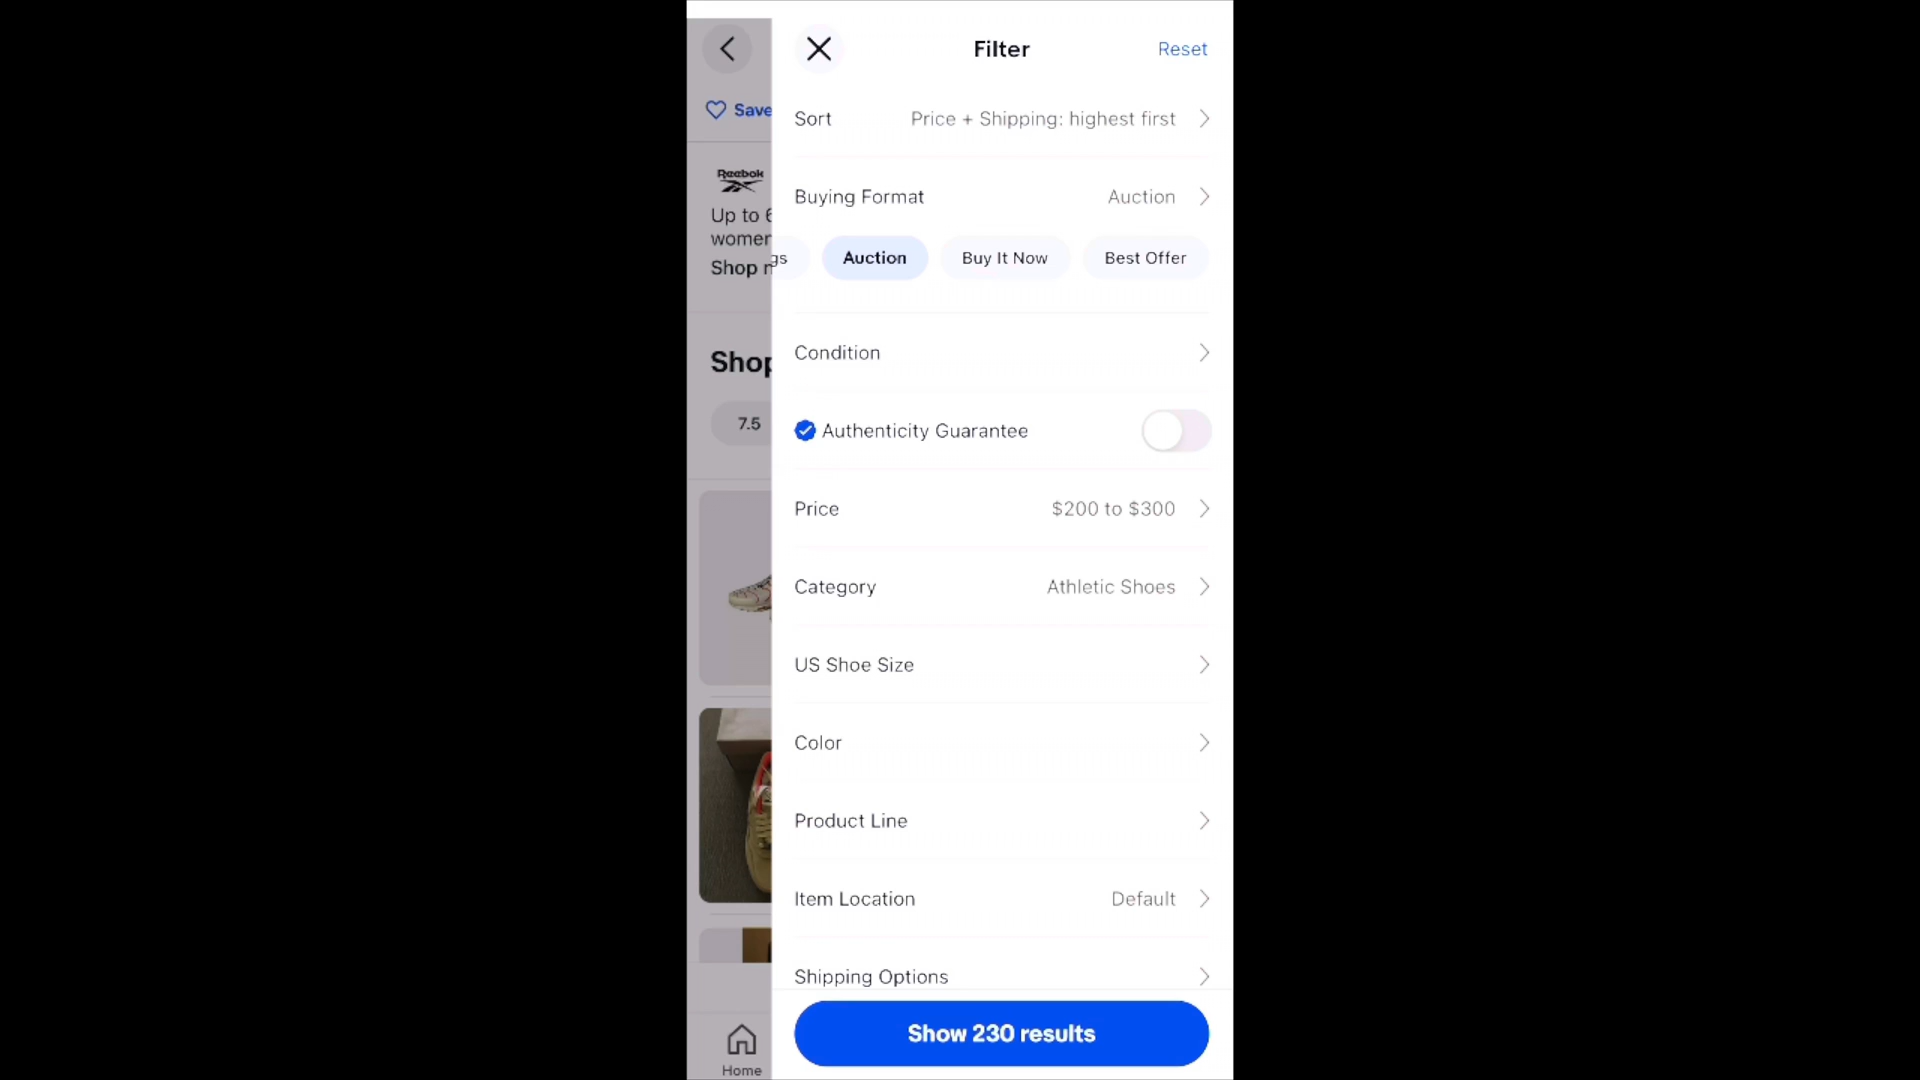 Filter
Reset
Save
Sort
Price + Shipping: highest first
Reebok
Up to
women
Shop
Buying Format
Auction
gs
Auction
Buy It Now
Best Offer
Shop
7.5
Condition
Authenticity Guarantee
Price
$200 to $300
Category
Athletic Shoes
US Shoe Size
Color
Product Line
Item Location
Default
Shipping Options
Show 230 results
Home